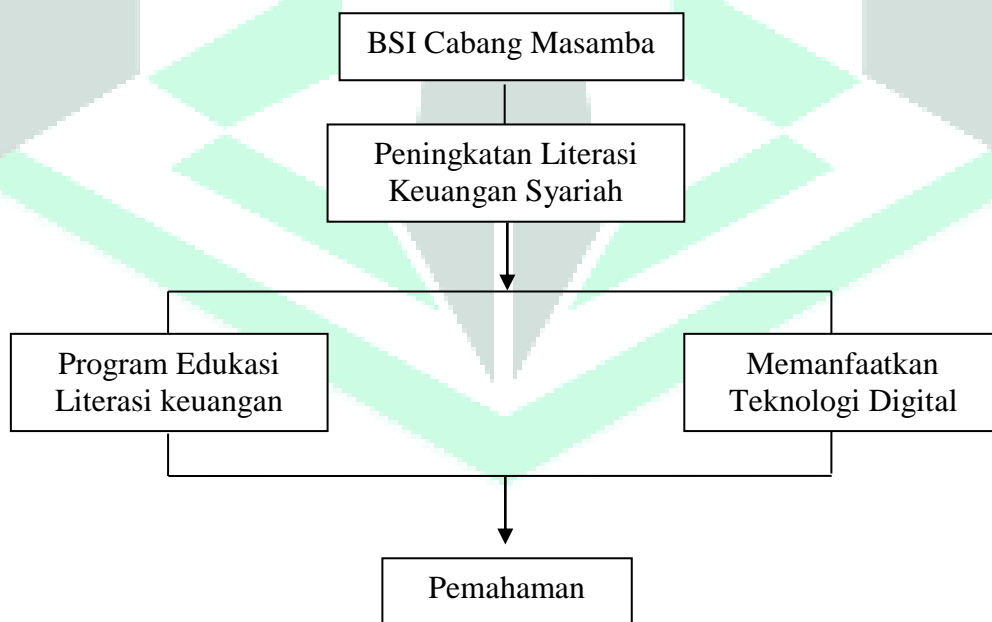 BSI Cabang Masamba
Peningkatan Literasi
Keuangan Syariah
Program Edukasi
Literasi keuangan
Memanfaatkan
Teknologi Digital
Pemahaman